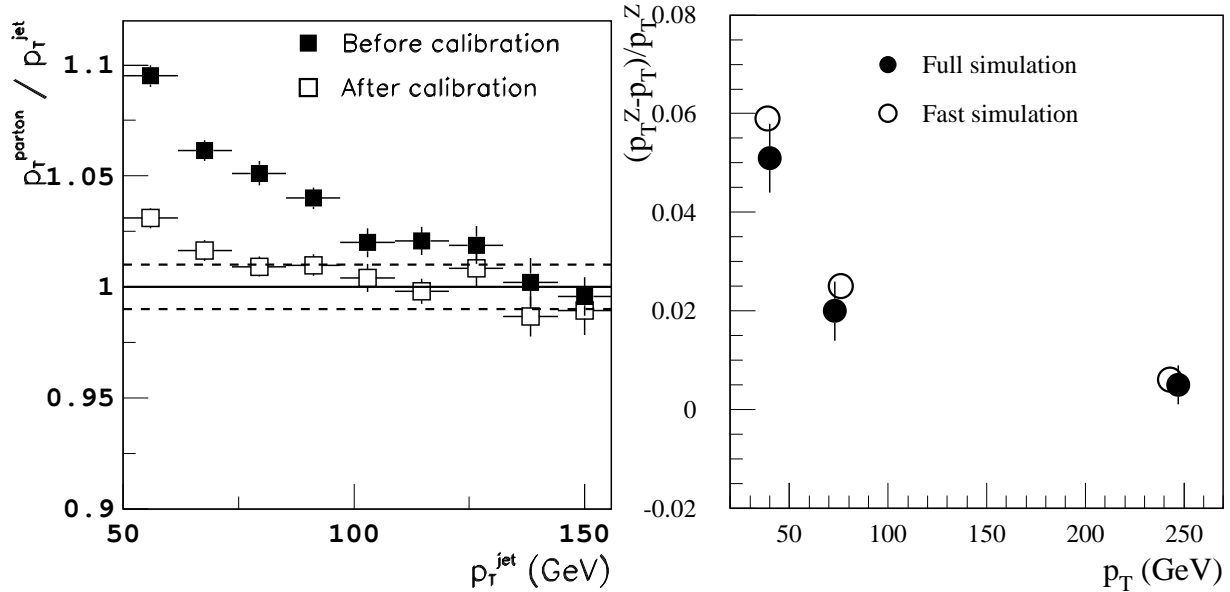 p_T^parton / p_T^jet
Before calibration
After calibration
1.1
1.05
1
0.95
0.9
50
100
150
p_T^jet (GeV)
(p_T^Z-p_T)/p_T^Z
Full simulation
Fast simulation
0.08
0.06
0.04
0.02
0
-0.02
50
100
150
200
250
p_T (GeV)